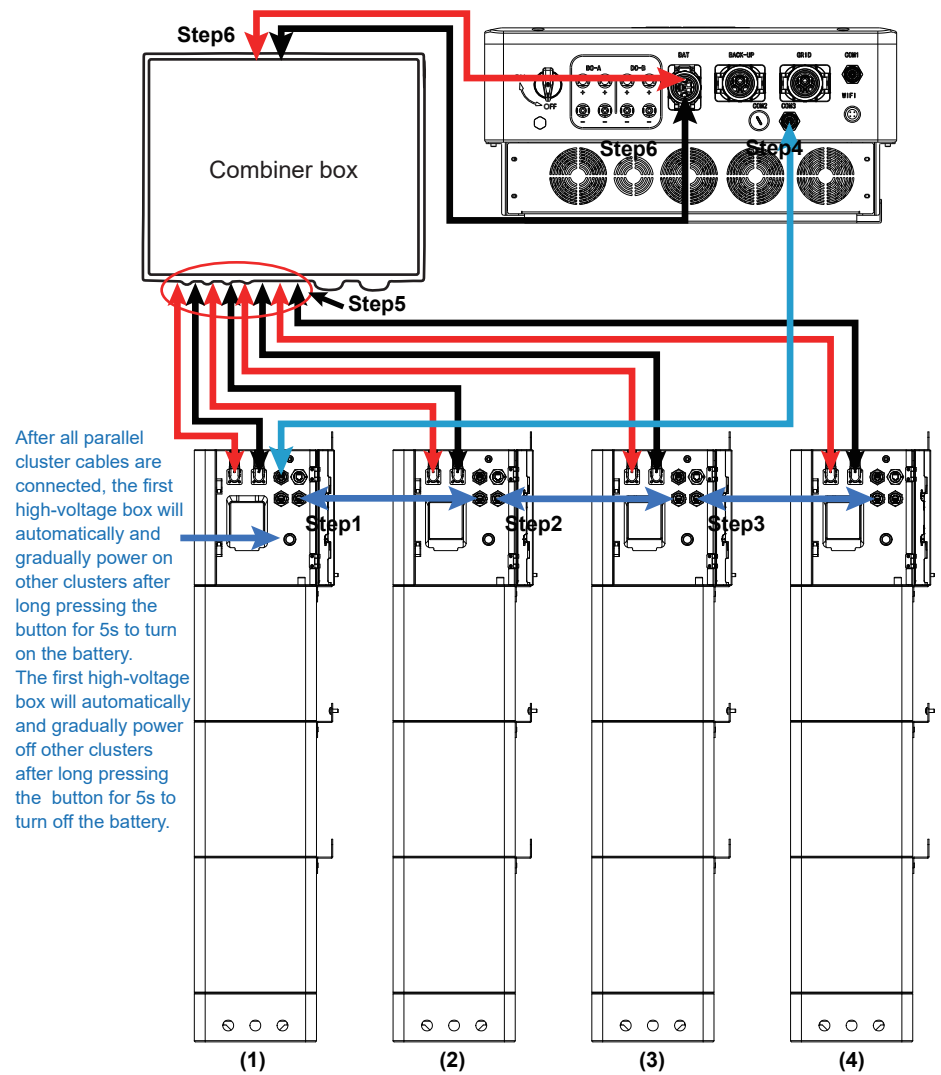 Step6
BAT
BACK-UP
GRID
COM1
DC-A
DC-B
+ + + +
- - - -
OFF
WIFI
COM2
COM3
Step6
Step4
Combiner box
Step5
After all parallel
cluster cables are
connected, the first
high-voltage box will
automatically and
gradually power on
other clusters after
long pressing the
button for 5s to turn
on the battery.
The first high-voltage
box will automatically
and gradually power
off other clusters
after long pressing
the button for 5s to
turn off the battery.
Step1
Step2
Step3
(1)
(2)
(3)
(4)